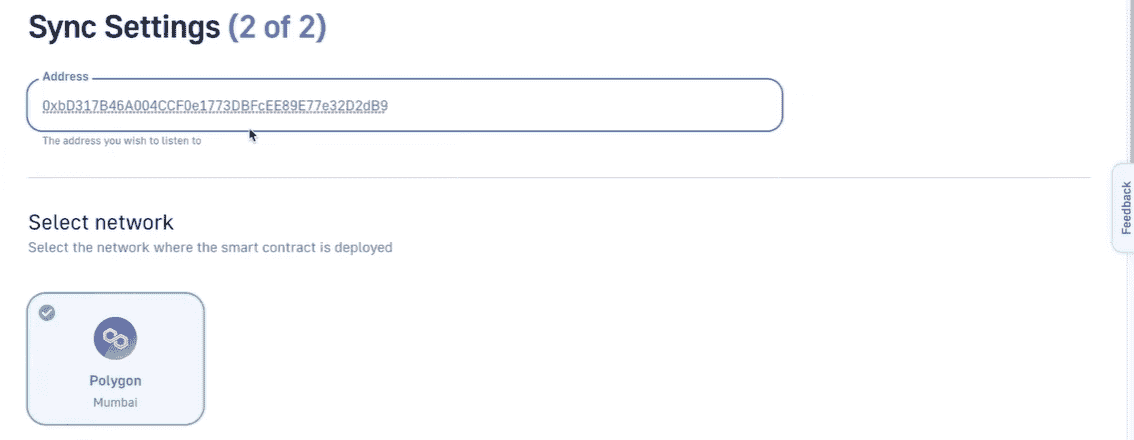 Sync Settings (2 of 2)
Address
0xbD317B46A004CCF0e1773DBFcEE89E77e32D2dB9
The address you wish to listen to
Select network
Select the network where the smart contract is deployed
Polygon
Mumbai
Feedback